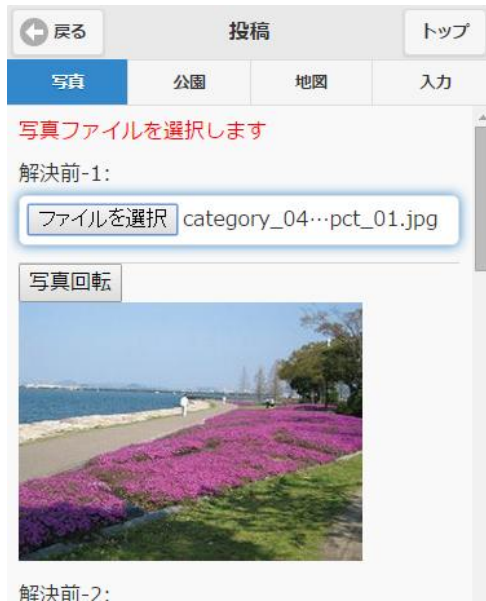 戻る 投稿 トップ
写真 公園 地図 入力
写真ファイルを選択します
解決前-1:
ファイルを選択 category_04…pct_01.jpg
写真回転
解決前-2: